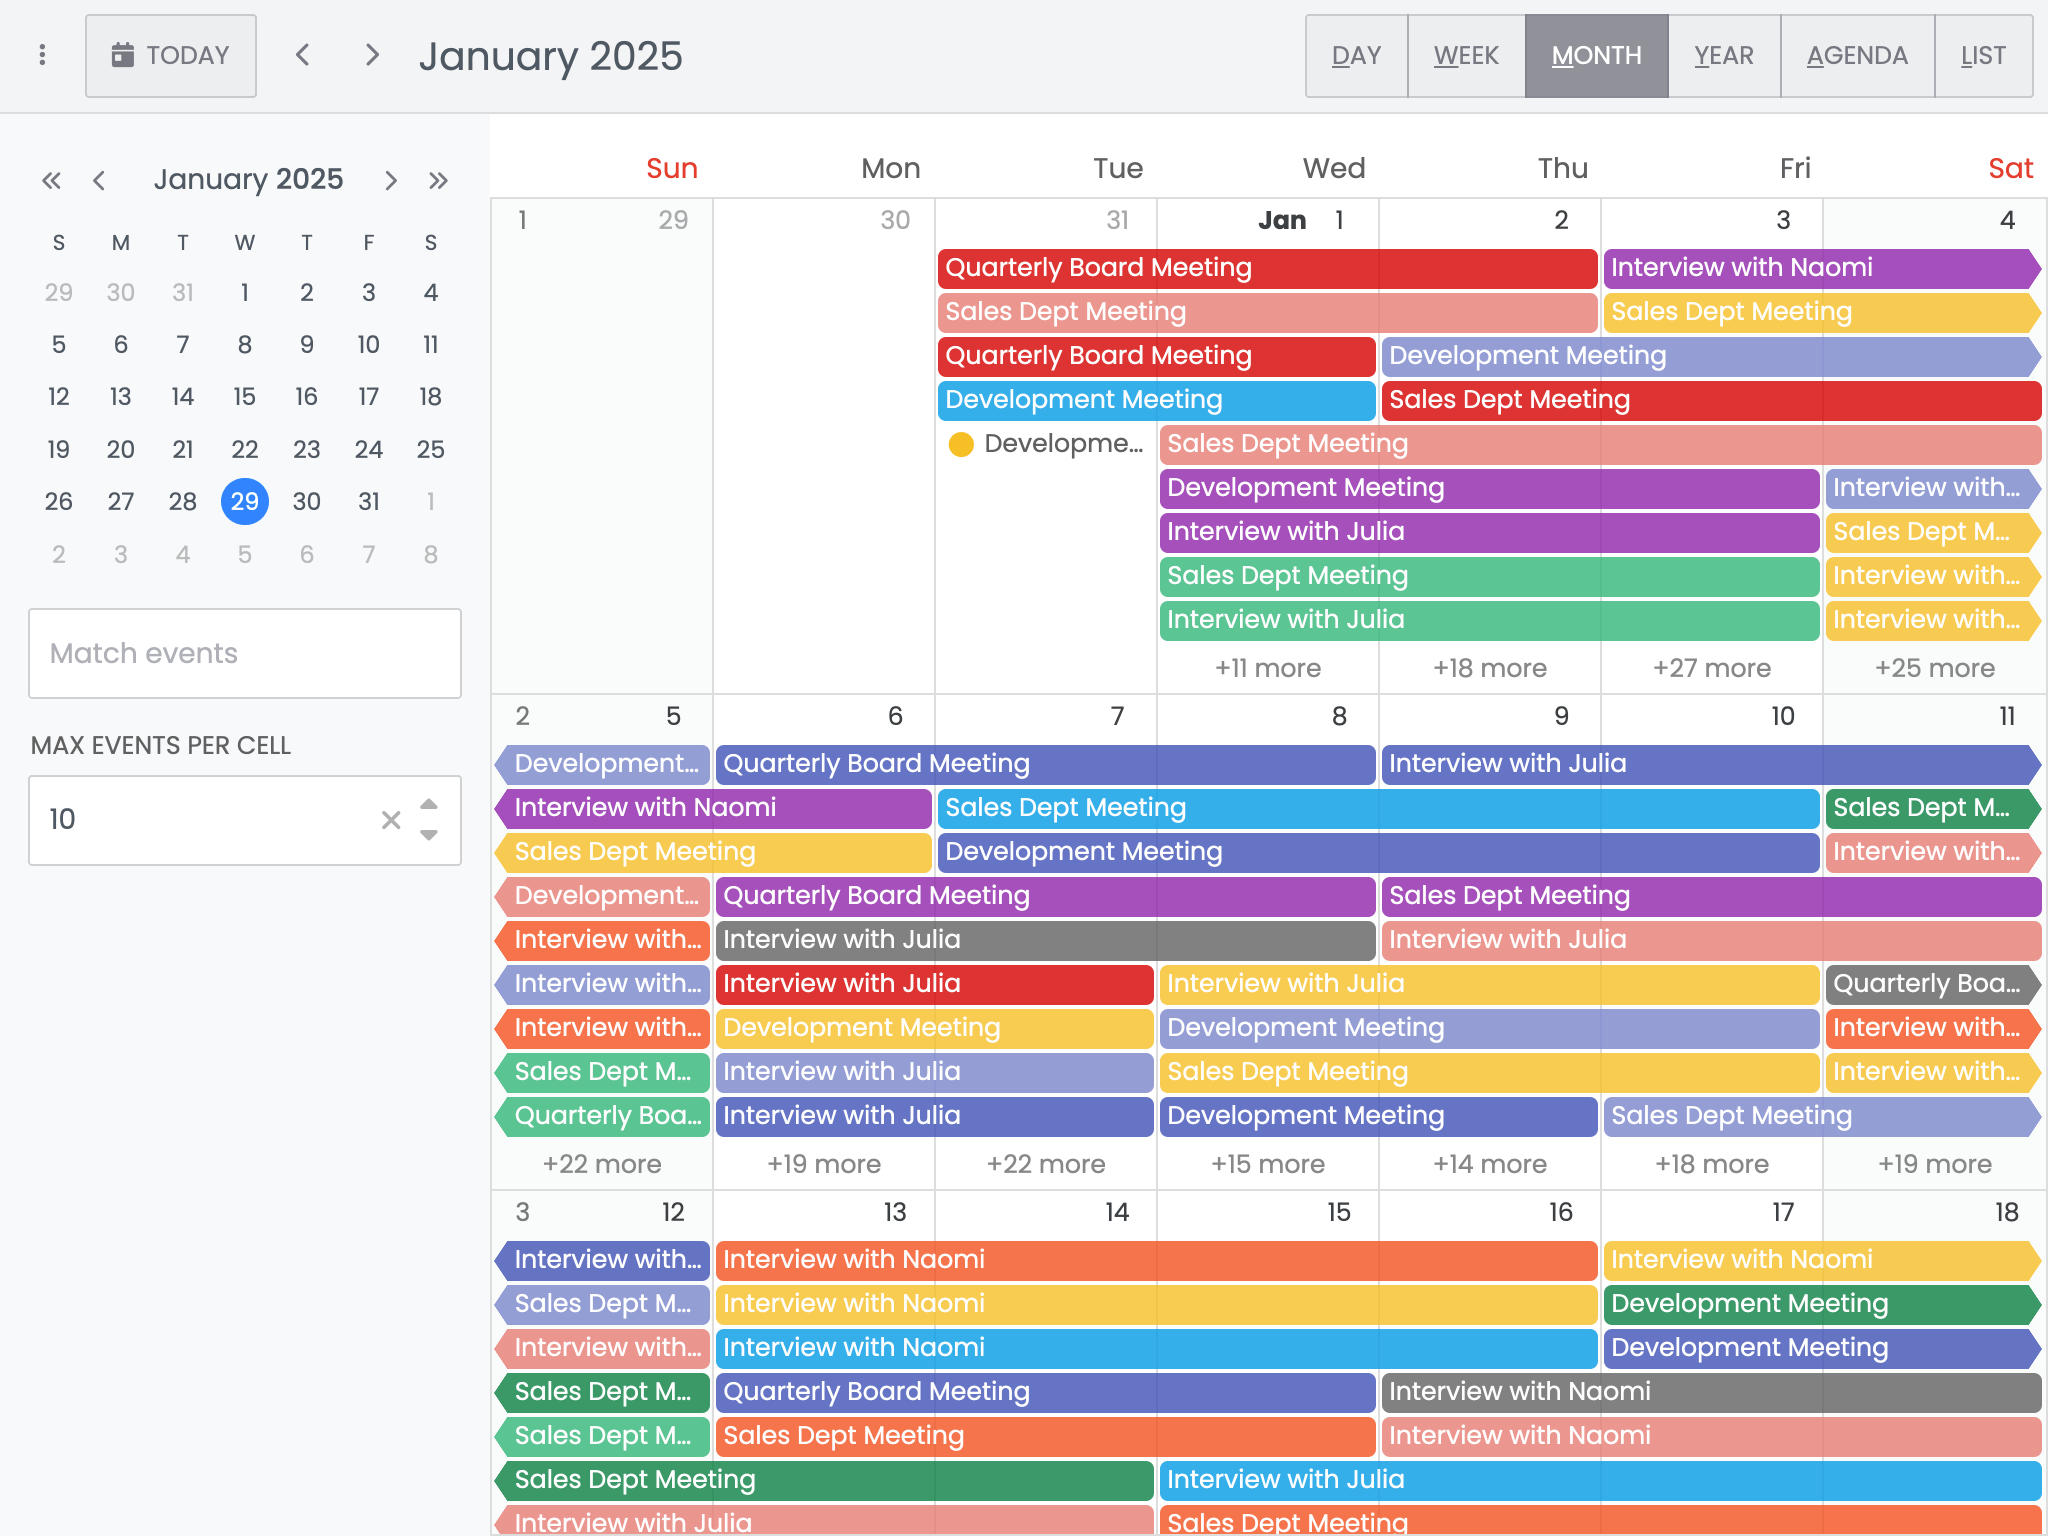 TODAY
January 2025
DAY WEEK MONTH YEAR AGENDA LIST
January 2025
S M T W T F S
29 30 31 1 2 3 4
5 6 7 8 9 10 11
12 13 14 15 16 17 18
19 20 21 22 23 24 25
26 27 28 29 30 31 1
2 3 4 5 6 7 8
Match events
MAX EVENTS PER CELL
10
Sun Mon Tue Wed Thu Fri Sat
1 29 30 31 Jan 1 2 3 4
Quarterly Board Meeting Interview with Naomi
Sales Dept Meeting Sales Dept Meeting
Quarterly Board Meeting Development Meeting
Development Meeting Sales Dept Meeting
Developme... Sales Dept Meeting
Development Meeting Interview with...
Interview with Julia Sales Dept M...
Sales Dept Meeting Interview with...
Interview with Julia Interview with...
+11 more +18 more +27 more +25 more
2 5 6 7 8 9 10 11
Development... Quarterly Board Meeting Interview with Julia
Interview with Naomi Sales Dept Meeting Sales Dept M...
Sales Dept Meeting Development Meeting Interview with...
Development... Quarterly Board Meeting Sales Dept Meeting
Interview with... Interview with Julia Interview with Julia
Interview with... Interview with Julia Interview with Julia Quarterly Boa...
Interview with... Development Meeting Development Meeting Interview with...
Sales Dept M... Interview with Julia Sales Dept Meeting Interview with...
Quarterly Boa... Interview with Julia Development Meeting Sales Dept Meeting
+22 more +19 more +22 more +15 more +14 more +18 more +19 more
3 12 13 14 15 16 17 18
Interview with... Interview with Naomi Interview with Naomi
Sales Dept M... Interview with Naomi Development Meeting
Interview with... Interview with Naomi Development Meeting
Sales Dept M... Quarterly Board Meeting Interview with Naomi
Sales Dept M... Sales Dept Meeting Interview with Naomi
Sales Dept Meeting Interview with Julia
Interview with Julia Sales Dept Meeting